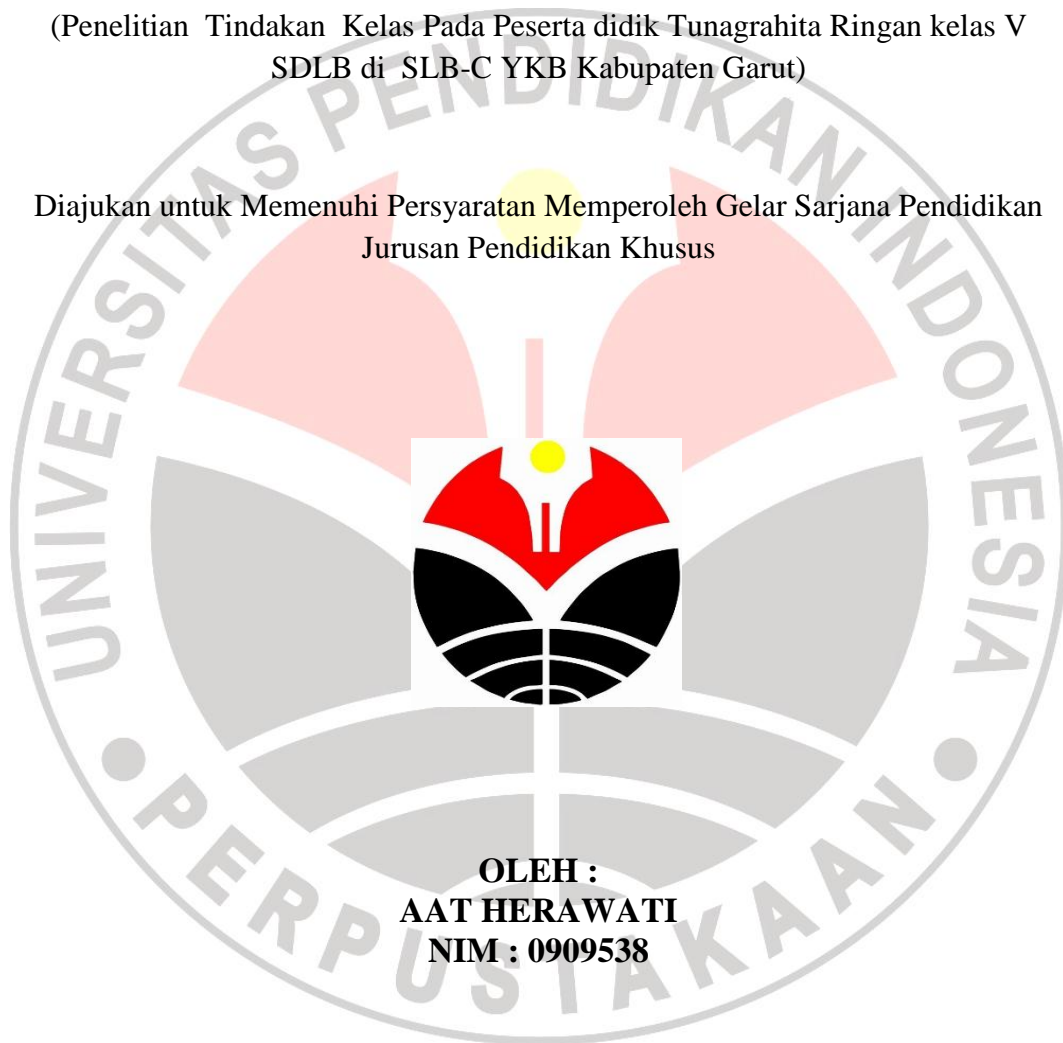 (Penelitian Tindakan Kelas Pada Peserta didik Tunagrahita Ringan kelas V
SDLB di SLB-C YKB Kabupaten Garut)
Diajukan untuk Memenuhi Persyaratan Memperoleh Gelar Sarjana Pendidikan
Jurusan Pendidikan Khusus
OLEH :
AAT HERAWATI
NIM : 0909538
UNIVERSITAS PENDIDIKAN INDONESIA
PERPUSTAKAAN